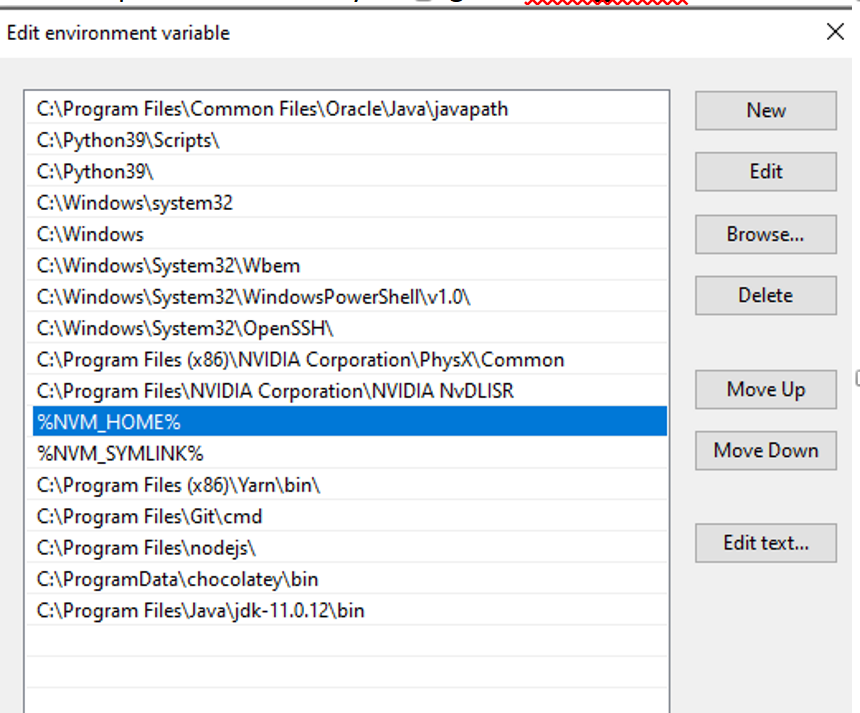 Edit environment variable
C:\Program Files\Common Files\Oracle\Java\javapath
C:\Python39\Scripts\
C:\Python39\
C:\Windows\system32
C:\Windows
C:\Windows\System32\Wbem
C:\Windows\System32\WindowsPowerShell\v1.0\
C:\Windows\System32\OpenSSH\
C:\Program Files (x86)\NVIDIA Corporation\PhysX\Common
C:\Program Files\NVIDIA Corporation\NVIDIA NvDLISR
%NVM_HOME%
%NVM_SYMLINK%
C:\Program Files (x86)\Yarn\bin\
C:\Program Files\Git\cmd
C:\Program Files\nodejs\
C:\ProgramData\chocolatey\bin
C:\Program Files\Java\jdk-11.0.12\bin
New
Edit
Browse...
Delete
Move Up
Move Down
Edit text...